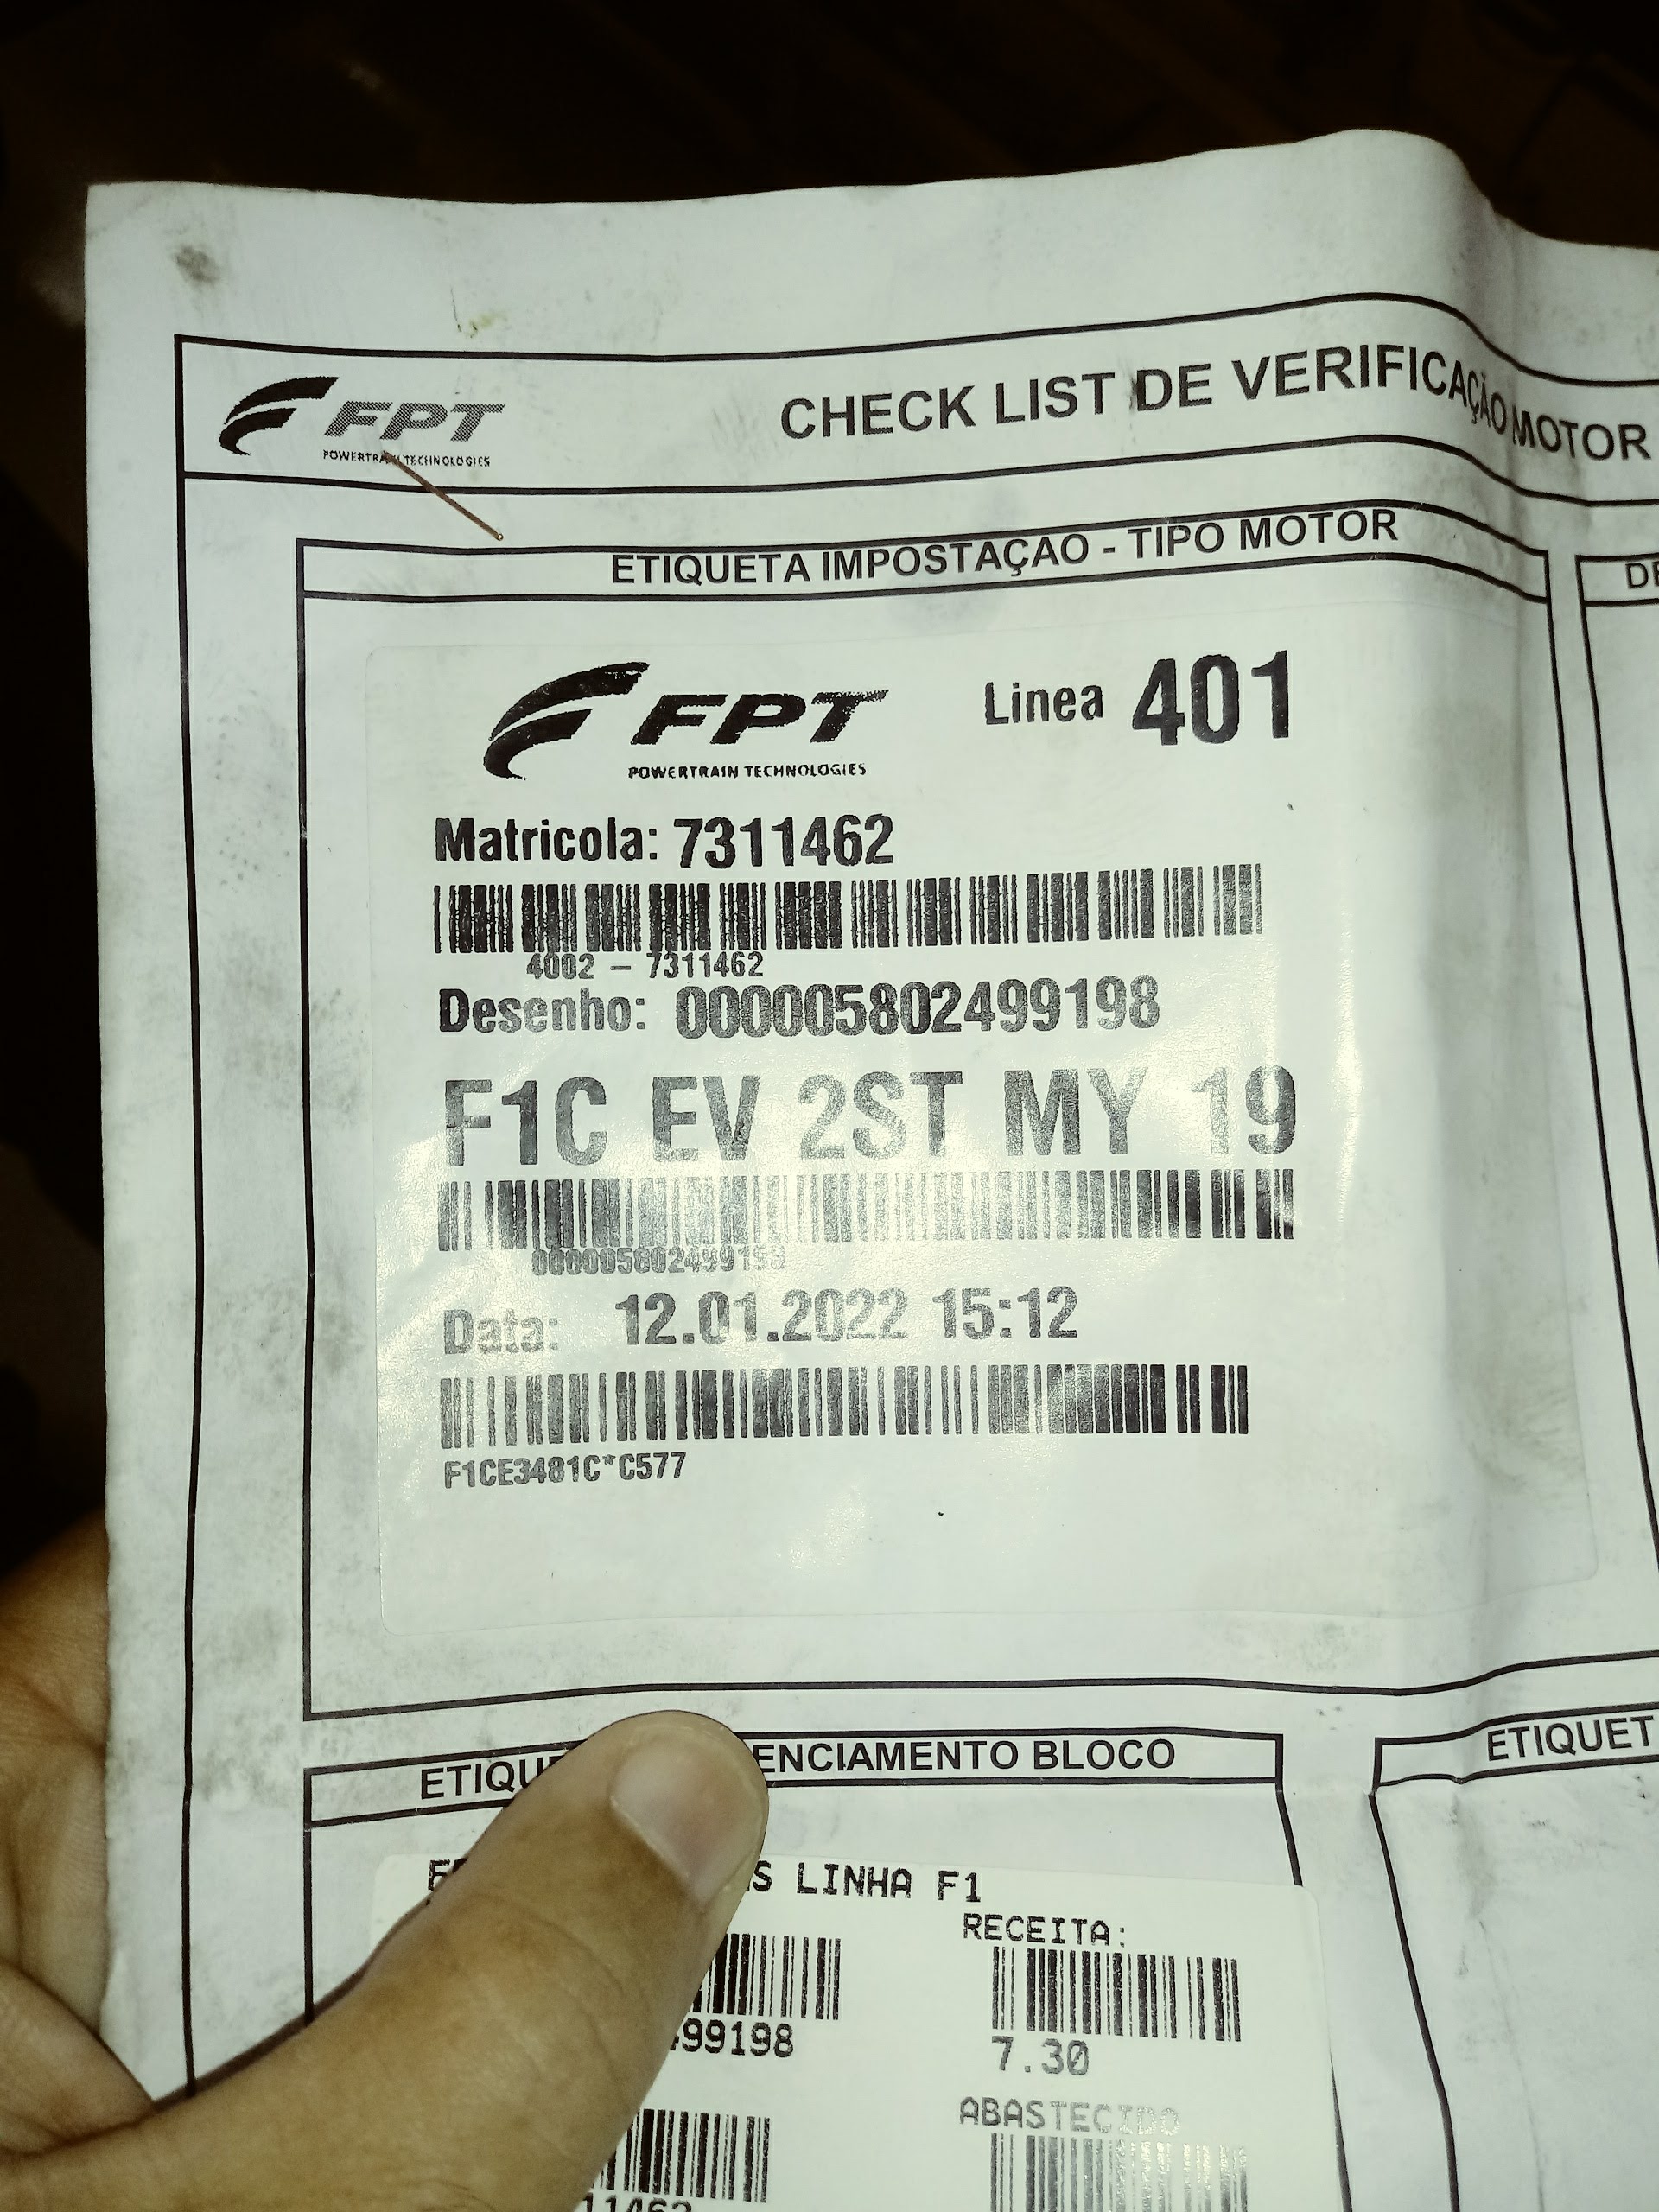 FPT
POWERTRAIN TECHNOLOGIES
CHECK LIST DE VERIFICAÇÃO MOTOR
ETIQUETA IMPOSTAÇAO - TIPO MOTOR
FPT
POWERTRAIN TECHNOLOGIES
Linea 401
Matricola: 7311462
4002 - 7311462
Desenho: 000005802499198
F1C EV 2ST MY 19
000005802499198
Data: 12.01.2022 15:12
F1CE3481C*C577
ENCIAMENTO BLOCO
ETIQUET
S LINHA F1
RECEITA:
99198
7.30
ABASTECIDO